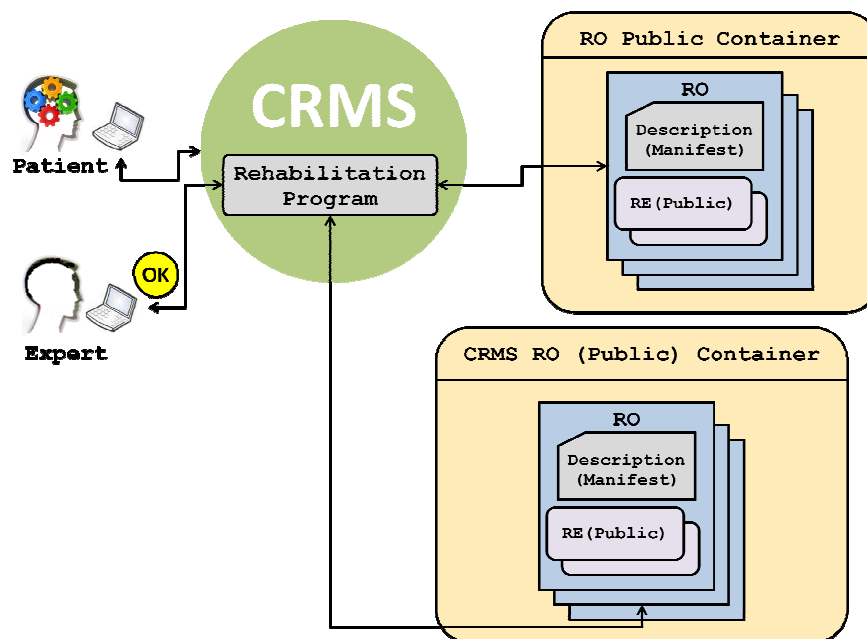 CRMS
Rehabilitation
Program
Patient
OK
Expert
RO Public Container
RO
Description
(Manifest)
RE(Public)
CRMS RO (Public) Container
RO
Description
(Manifest)
RE(Public)